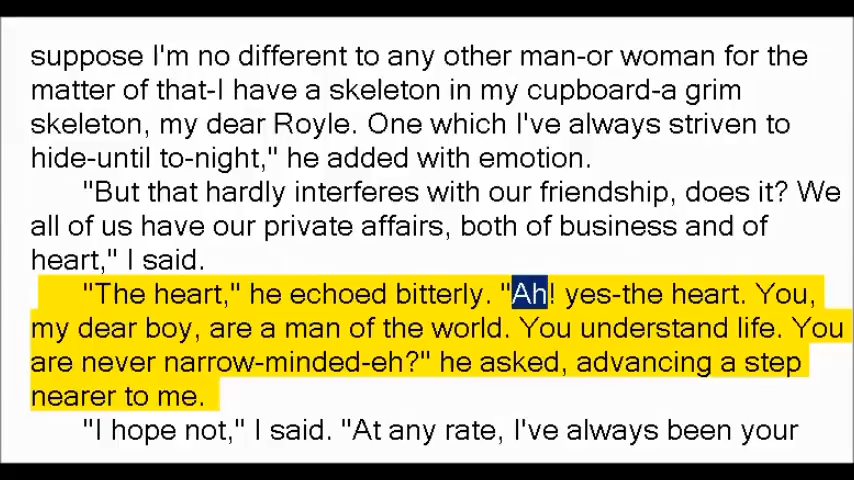 suppose I'm no different to any other man-or woman for the
matter of that-I have a skeleton in my cupboard-a grim
skeleton, my dear Royle. One which I've always striven to
hide-until to-night," he added with emotion.
"But that hardly interferes with our friendship, does it? We
all of us have our private affairs, both of business and of
heart," I said.
"The heart," he echoed bitterly. "Ah! yes-the heart. You,
my dear boy, are a man of the world. You understand life. You
are never narrow-minded-eh?" he asked, advancing a step
nearer to me.
"I hope not," I said. "At any rate, I've always been your